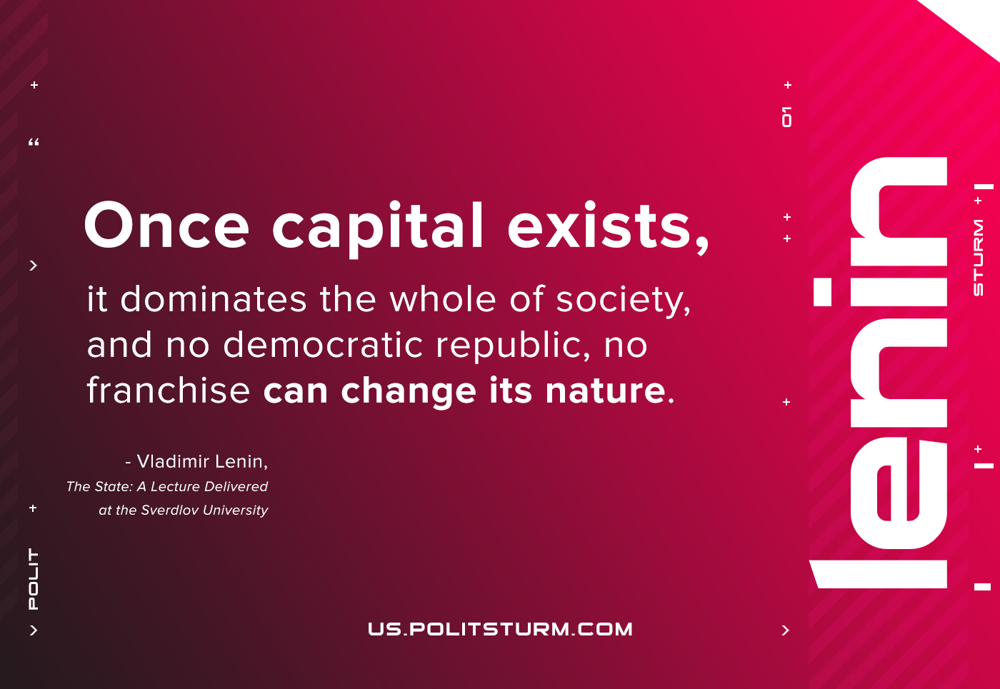 “
Once capital exists,
it dominates the whole of society,
and no democratic republic, no
franchise can change its nature.
- Vladimir Lenin,
The State: A Lecture Delivered
at the Sverdlov University
POLIT
US.POLITSTURM.COM
01
lenin
STURM